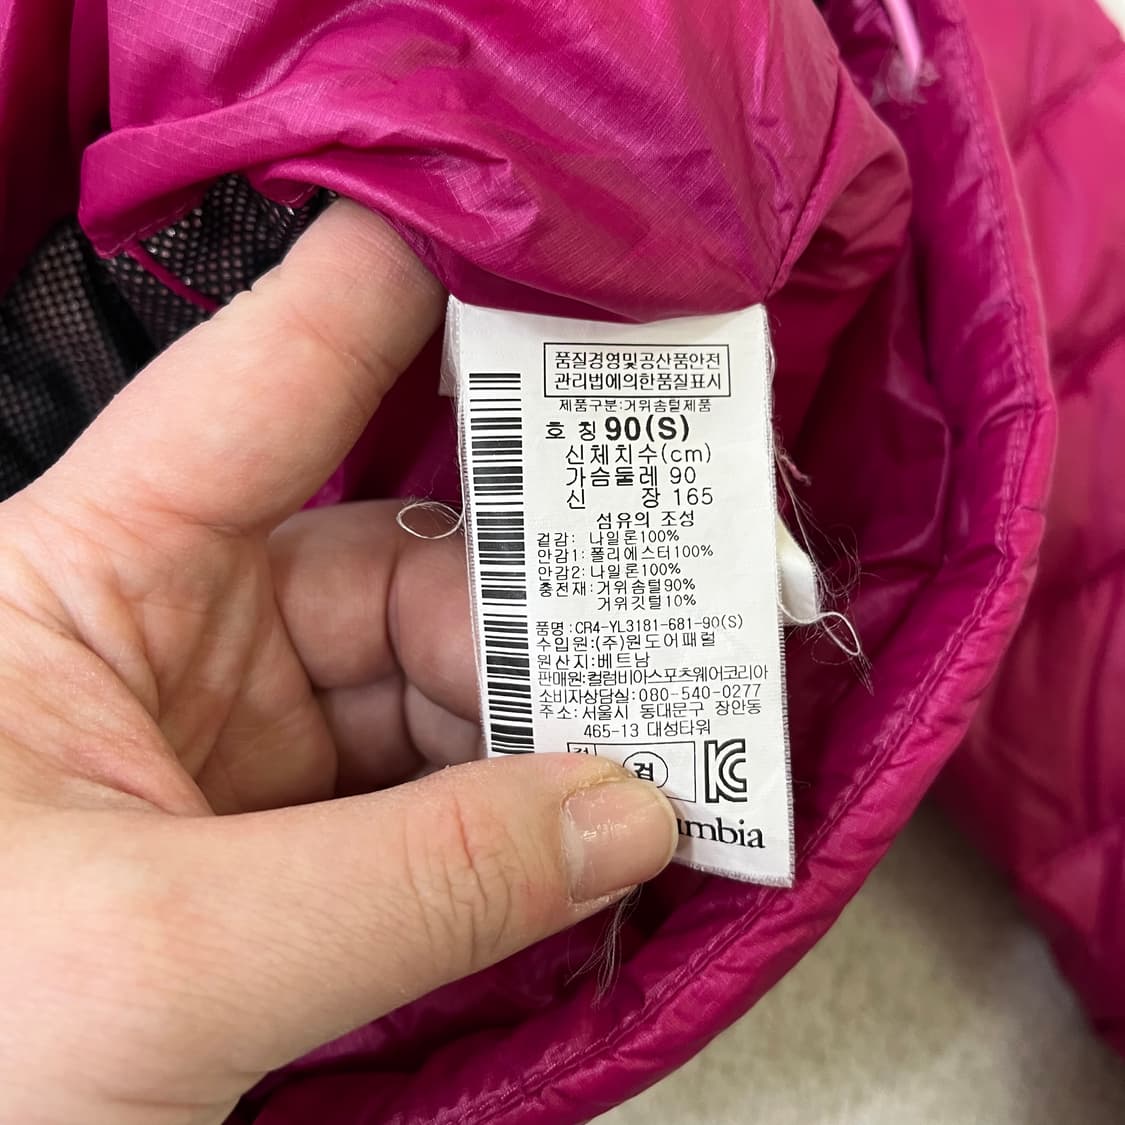 품질경영및공산품안전
관리법에의한품질표시
제품구분:거위솜털제품
호 칭 90(S)
신체치수(cm)
가슴둘레 90
신 장 165
섬유의 조성
겉감: 나일론100%
안감1: 폴리에스터100%
안감2: 나일론100%
충전재: 거위솜털90%
거위깃털10%
품명:CR4-YL3181-681-90(S)
수입원:(주)원도어패럴
원산지:베트남
판매원:컬럼비아스포츠웨어코리아
소비자상담실:080-540-0277
주소: 서울시 동대문구 장안동
465-13 대성타워
검